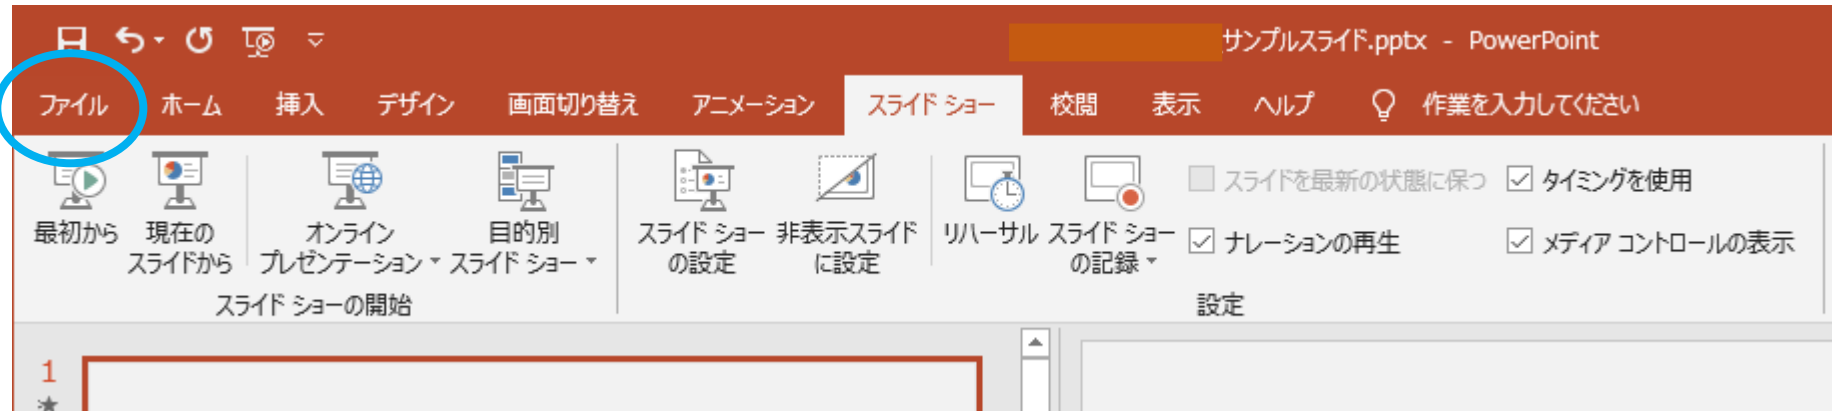 サンプルスライド.pptx - PowerPoint
ファイル ホーム 挿入 デザイン 画面切り替え アニメーション スライド ショー 校閲 表示 ヘルプ 作業を入力してください
最初から
現在の
スライドから
オンライン
プレゼンテーション
目的別
スライド ショー
スライド ショー
の設定
非表示スライド
に設定
リハーサル
スライド ショー
の記録
スライドを最新の状態に保つ
ナレーションの再生
タイミングを使用
メディア コントロールの表示
スライド ショーの開始
設定
1